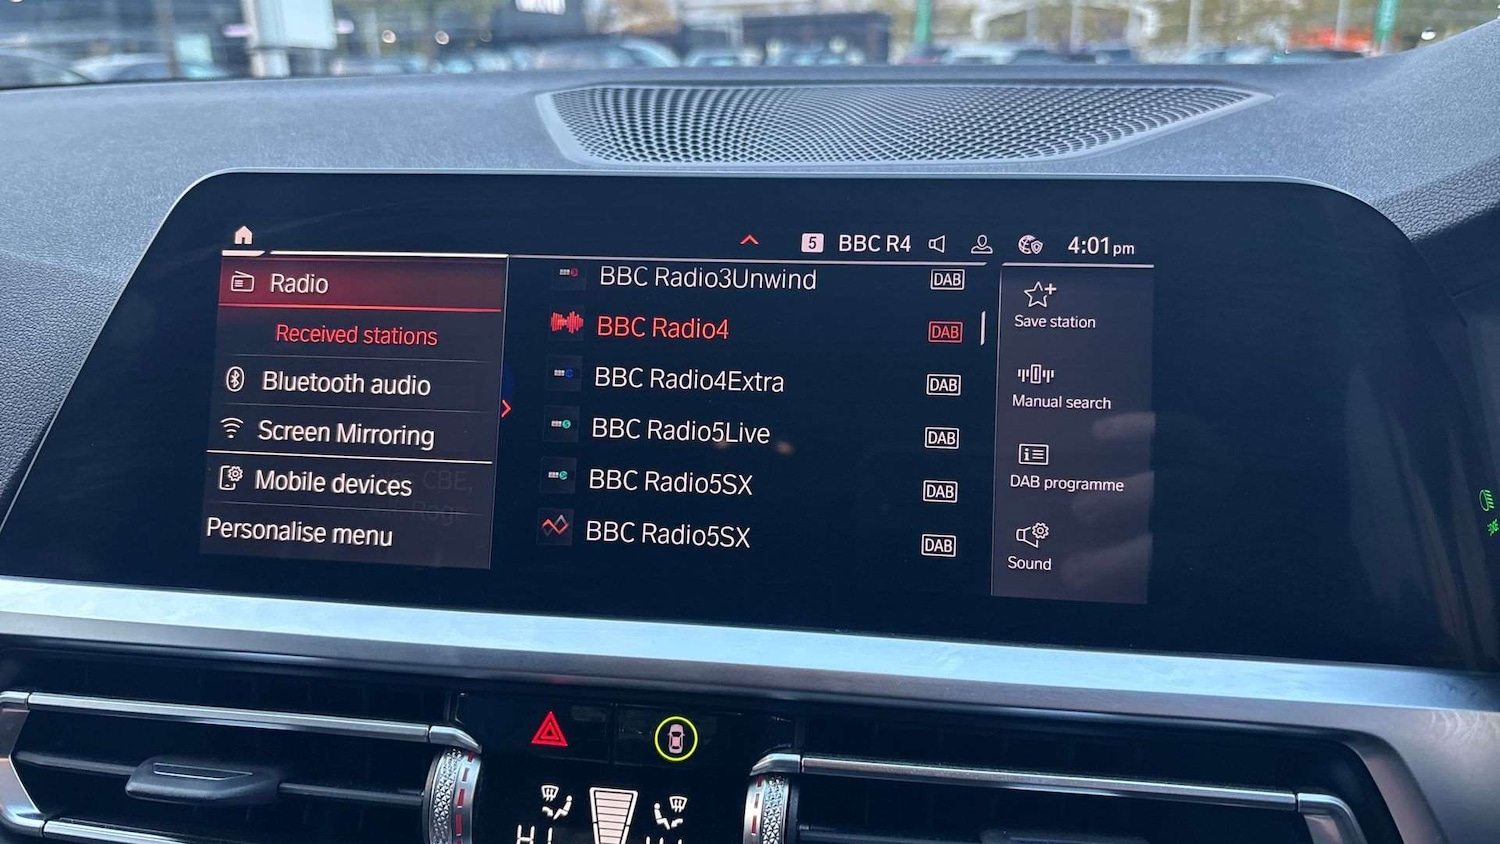 5 BBC R4 4:01pm
Radio
Received stations
Bluetooth audio
Screen Mirroring
Mobile devices
Personalise menu
BBC Radio3Unwind DAB
BBC Radio4 DAB
BBC Radio4Extra DAB
BBC Radio5Live DAB
BBC Radio5SX DAB
BBC Radio5SX DAB
Save station
Manual search
DAB programme
Sound